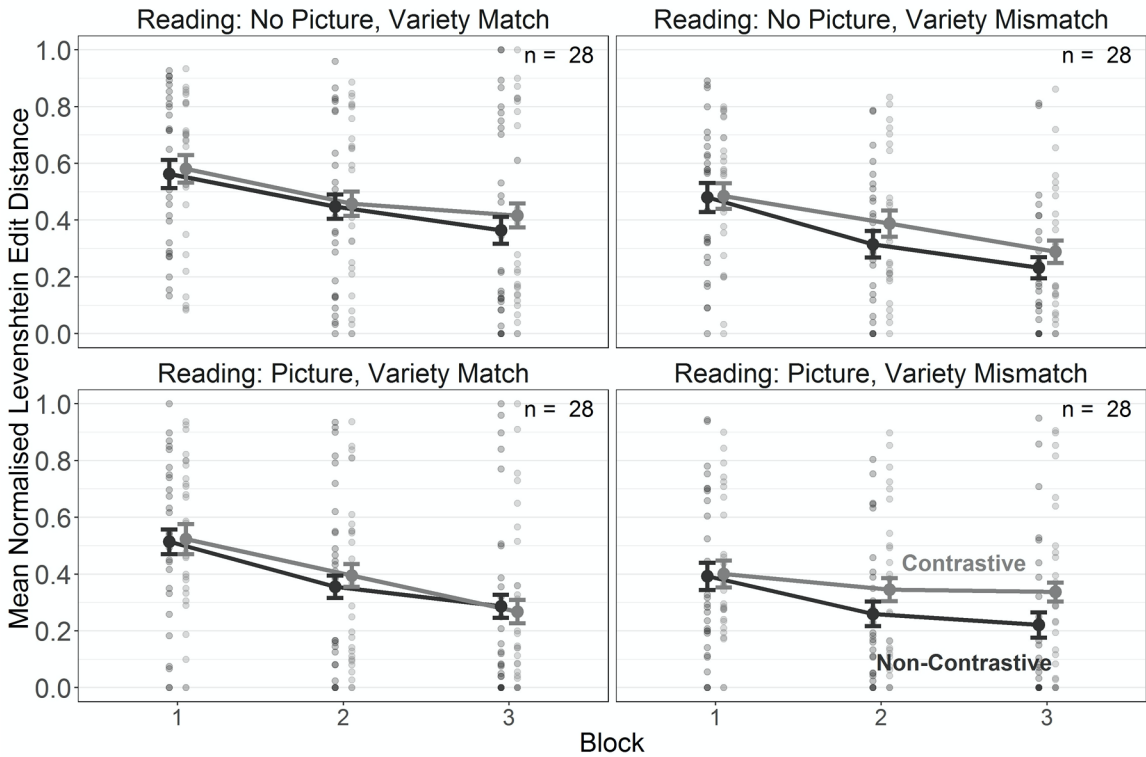 Reading: No Picture, Variety Match
Reading: No Picture, Variety Mismatch
n = 28
n = 28
1.0
0.8
0.6
0.4
0.2
0.0
Mean Normalised Levenshtein Edit Distance
Reading: Picture, Variety Match
Reading: Picture, Variety Mismatch
n = 28
n = 28
1.0
0.8
0.6
0.4
0.2
0.0
Contrastive
Non-Contrastive
1 2 3
1 2 3
Block